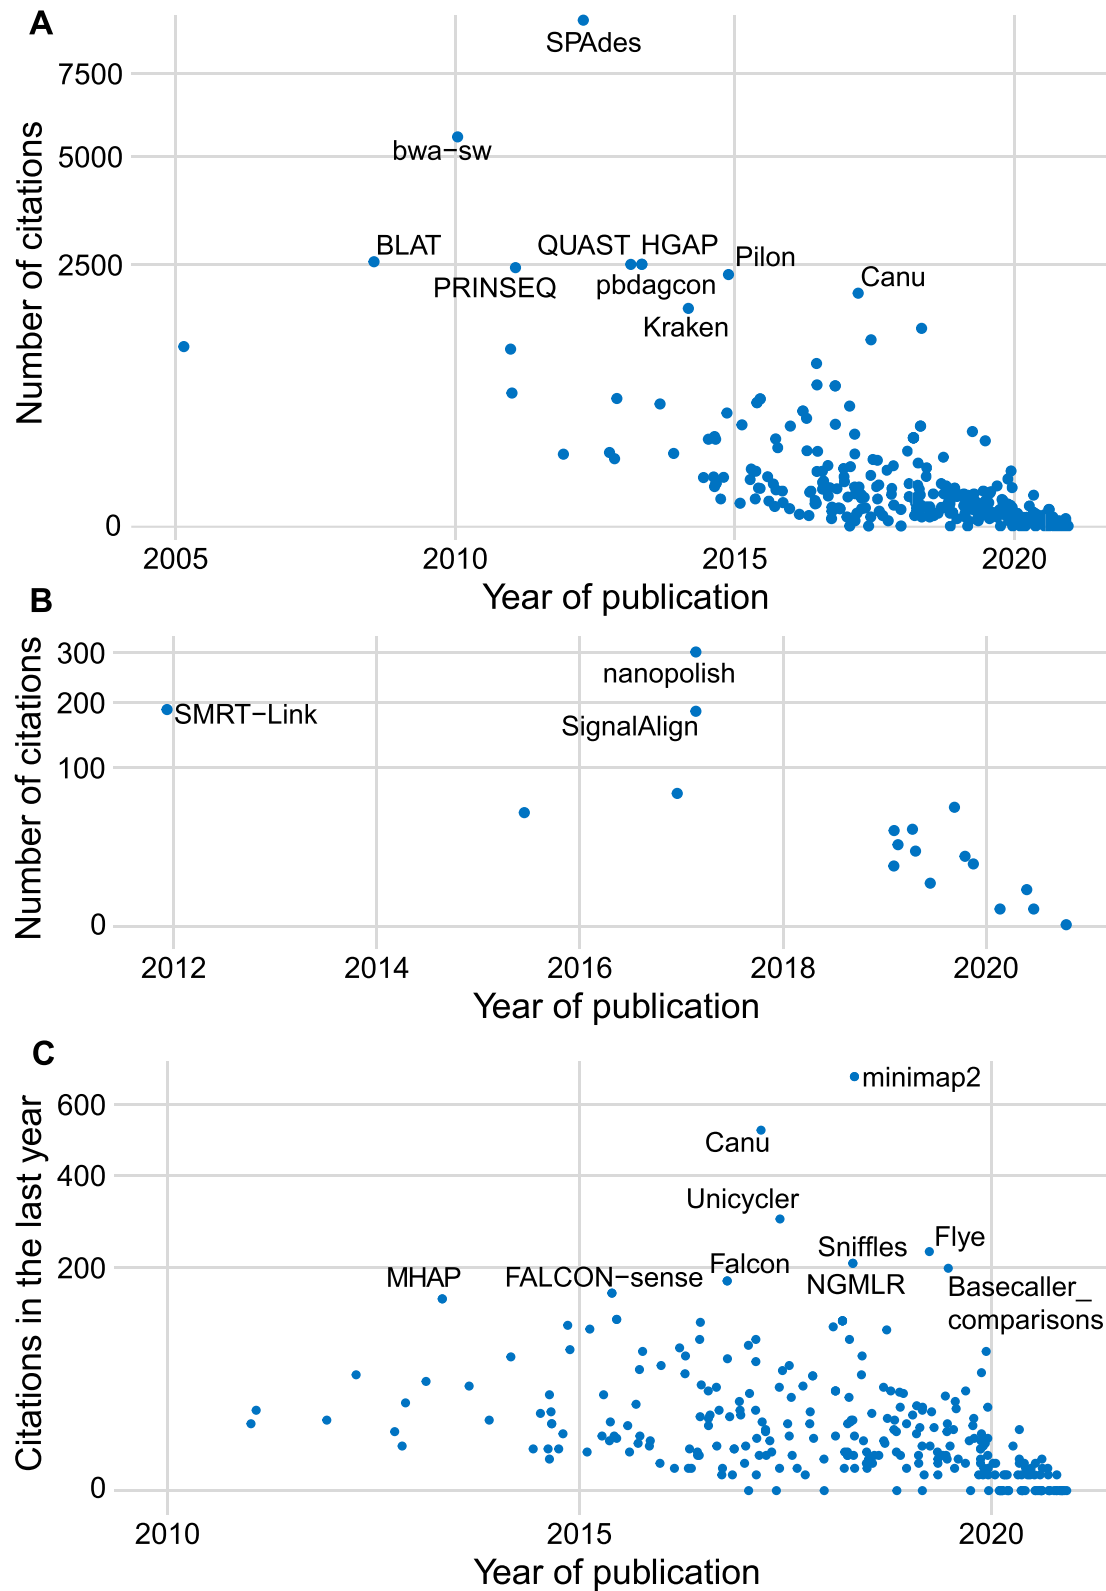 A
SPAdes
7500
bwa−sw
5000
BLAT
QUAST HGAP
Pilon
2500
PRINSEQ
pbdagcon
Canu
Kraken
0
Number of citations
2005
2010
2015
2020
Year of publication
B
300
nanopolish
200
SMRT−Link
SignalAlign
100
0
Number of citations
2012
2014
2016
2018
2020
Year of publication
C
minimap2
600
Canu
400
Unicycler
Sniffles
Flye
200
MHAP
FALCON−sense
Falcon
NGMLR
Basecaller_
comparisons
0
Citations in the last year
2010
2015
2020
Year of publication